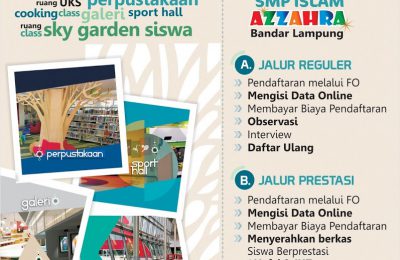 ruang UKS perpustakaan
cooking class galeri sport hall
ruang class sky garden siswa
perpustakaan
sport hall
galeri
SMP ISLAM
AZZAHRA
Bandar Lampung
A. JALUR REGULER
Pendaftaran melalui FO
Mengisi Data Online
Membayar Biaya Pendaftaran
Observasi
Interview
Daftar Ulang
B. JALUR PRESTASI
Pendaftaran melalui FO
Mengisi Data Online
Membayar Biaya Pendaftaran
Menyerahkan berkas
Siswa Berprestasi